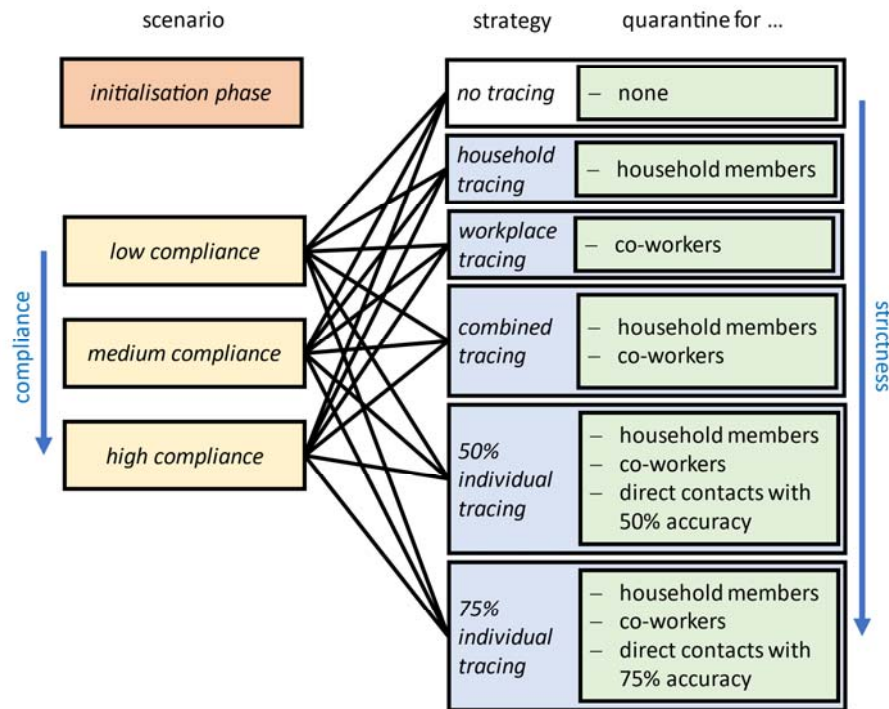 scenario
strategy
quarantine for ...
initialisation phase
no tracing
– none
household
tracing
– household members
low compliance
workplace
tracing
– co-workers
medium compliance
combined
tracing
– household members
– co-workers
high compliance
50%
individual
tracing
– household members
– co-workers
– direct contacts with
50% accuracy
75%
individual
tracing
– household members
– co-workers
– direct contacts with
75% accuracy
compliance
strictness